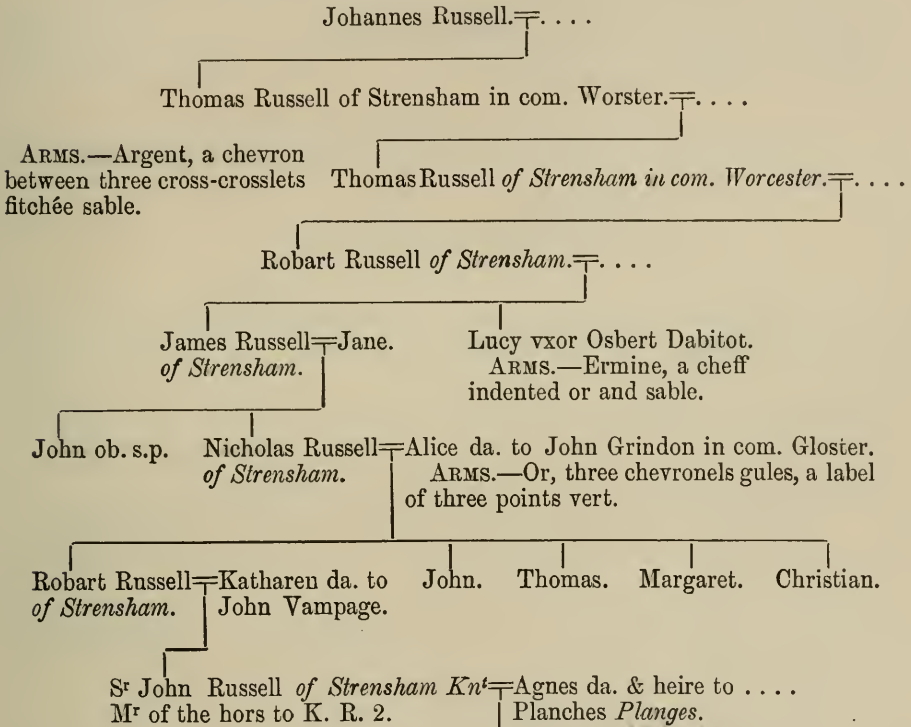 Johannes Russell.=. . . .
Thomas Russell of Strensham in com. Worster.=. . . .
ARMS.—Argent, a chevron
between three cross-crosslets
fitchée sable.
Thomas Russell of Strensham in com. Worcester.=. . . .
Robart Russell of Strensham.=. . . .
James Russell=Jane.
of Strensham.
Lucy vxor Osbert Dabitot.
ARMS.—Ermine, a cheff
indented or and sable.
John ob. s.p.
Nicholas Russell=Alice da. to John Grindon in com. Gloster.
of Strensham.
ARMS.—Or, three chevronels gules, a label
of three points vert.
Robart Russell=Katharen da. to
of Strensham.
John Vampage.
John.
Thomas.
Margaret.
Christian.
Sr John Russell of Strensham Knt=Agnes da. & heire to . . . .
Mr of the hors to K. R. 2.
Planches Planges.